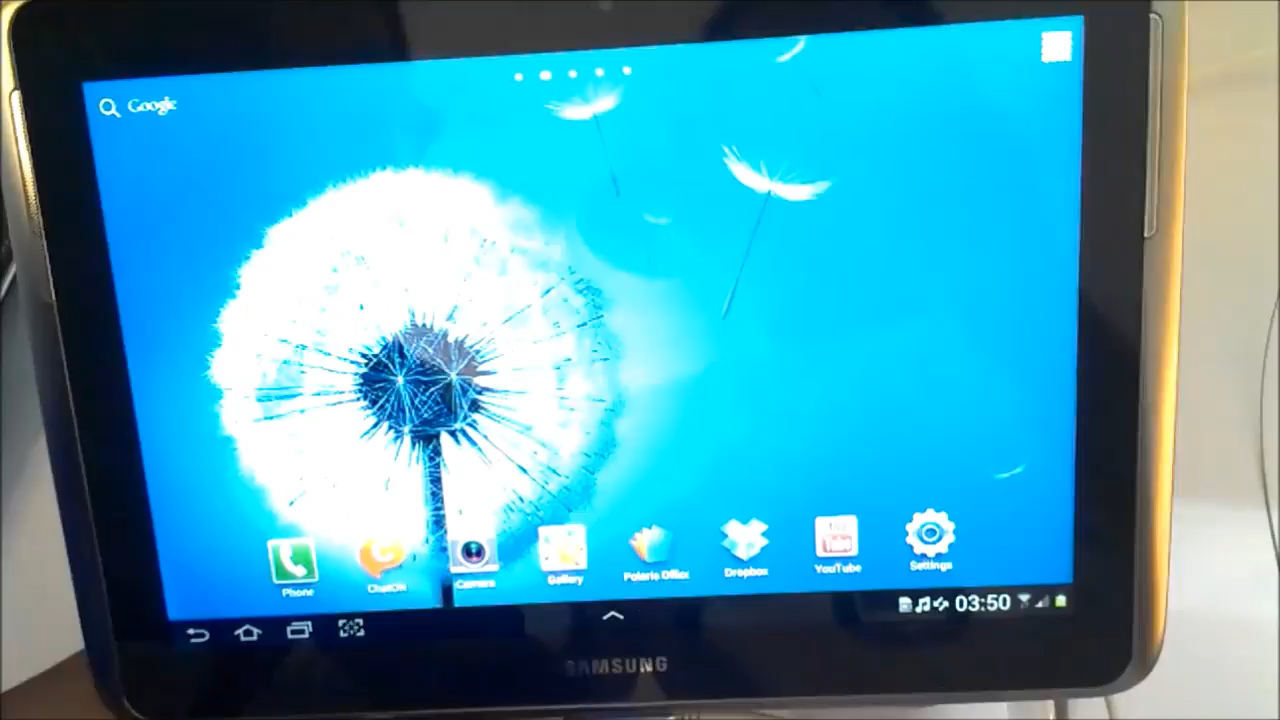 Google
Phone
ChatON
Camera
Gallery
Polaris Office
Dropbox
YouTube
Settings
03:50
SAMSUNG